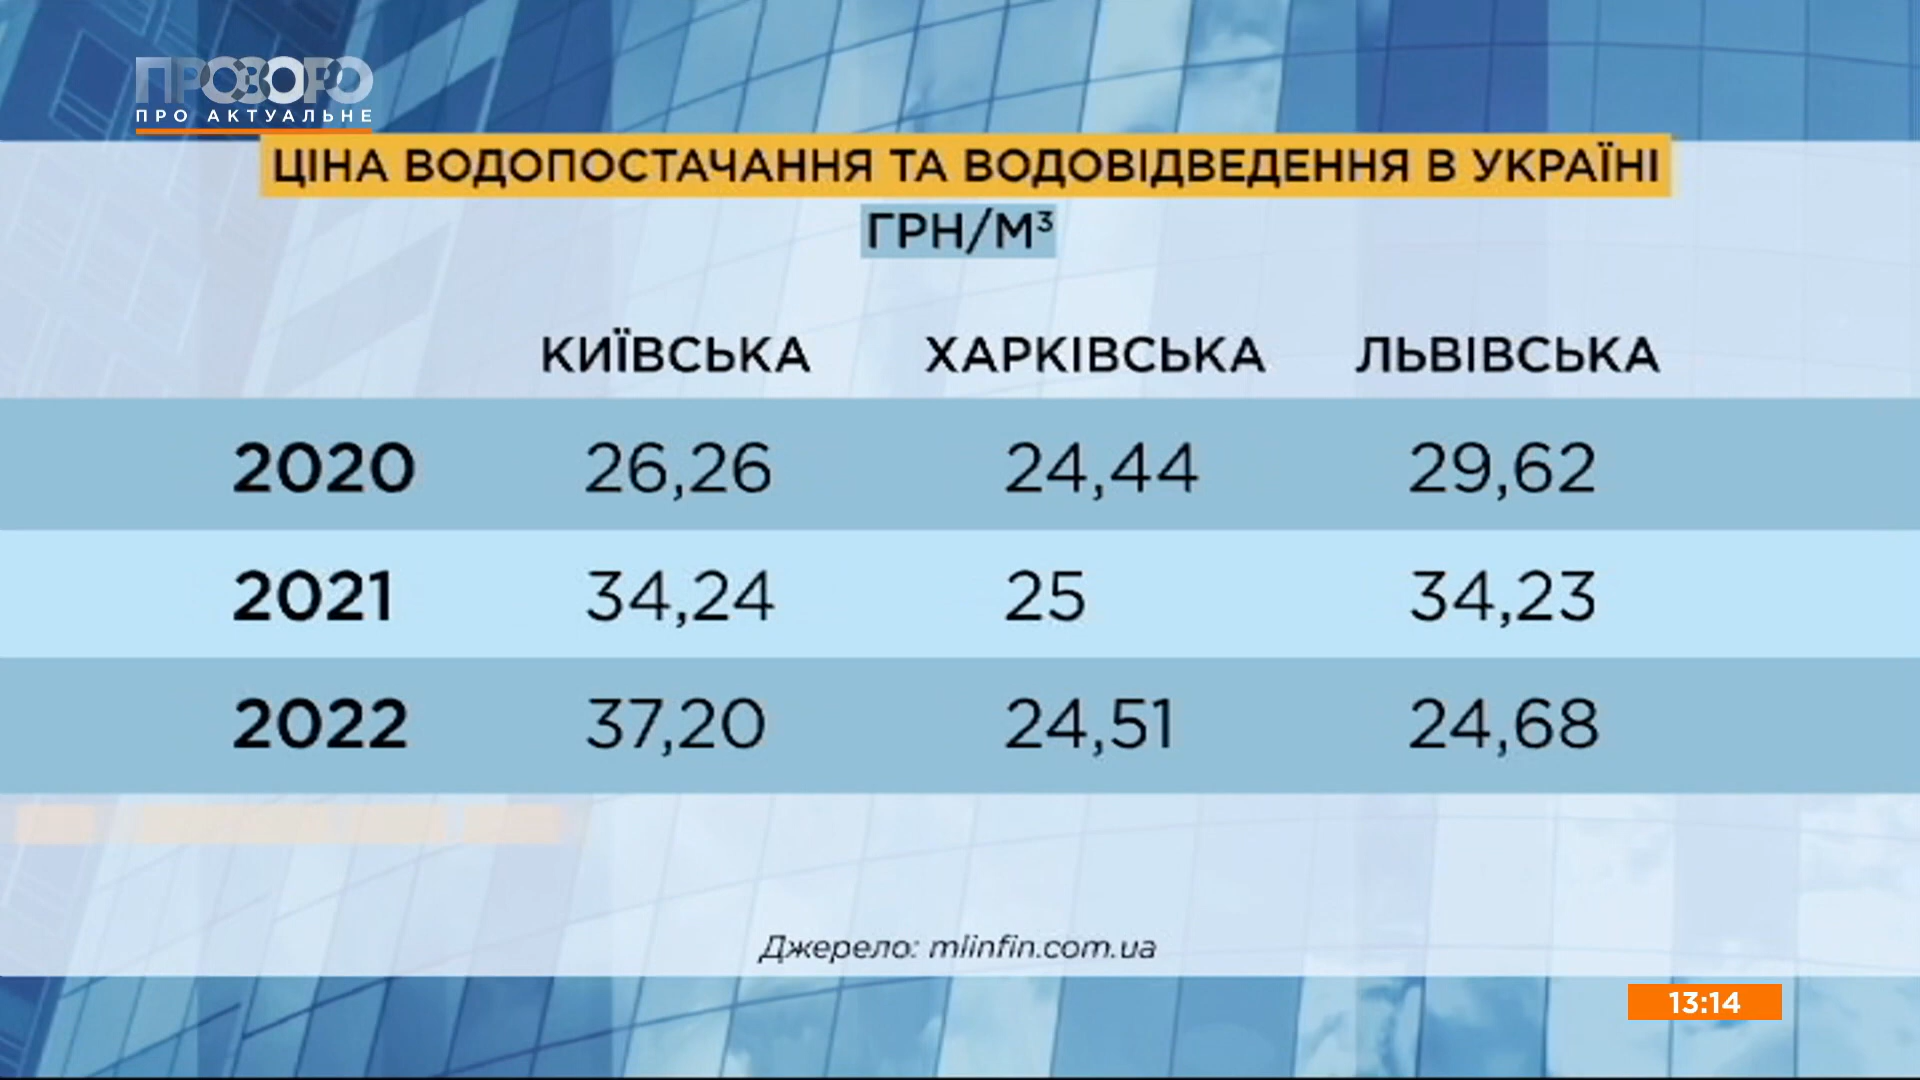 ПРОЗОРО
ПРО АКТУАЛЬНЕ
ЦІНА ВОДОПОСТАЧАННЯ ТА ВОДОВІДВЕДЕННЯ В УКРАЇНІ
ГРН/М³
КИЇВСЬКА ХАРКІВСЬКА ЛЬВІВСЬКА
2020 26,26 24,44 29,62
2021 34,24 25 34,23
2022 37,20 24,51 24,68
Джерело: mlinfin.com.ua
13:14